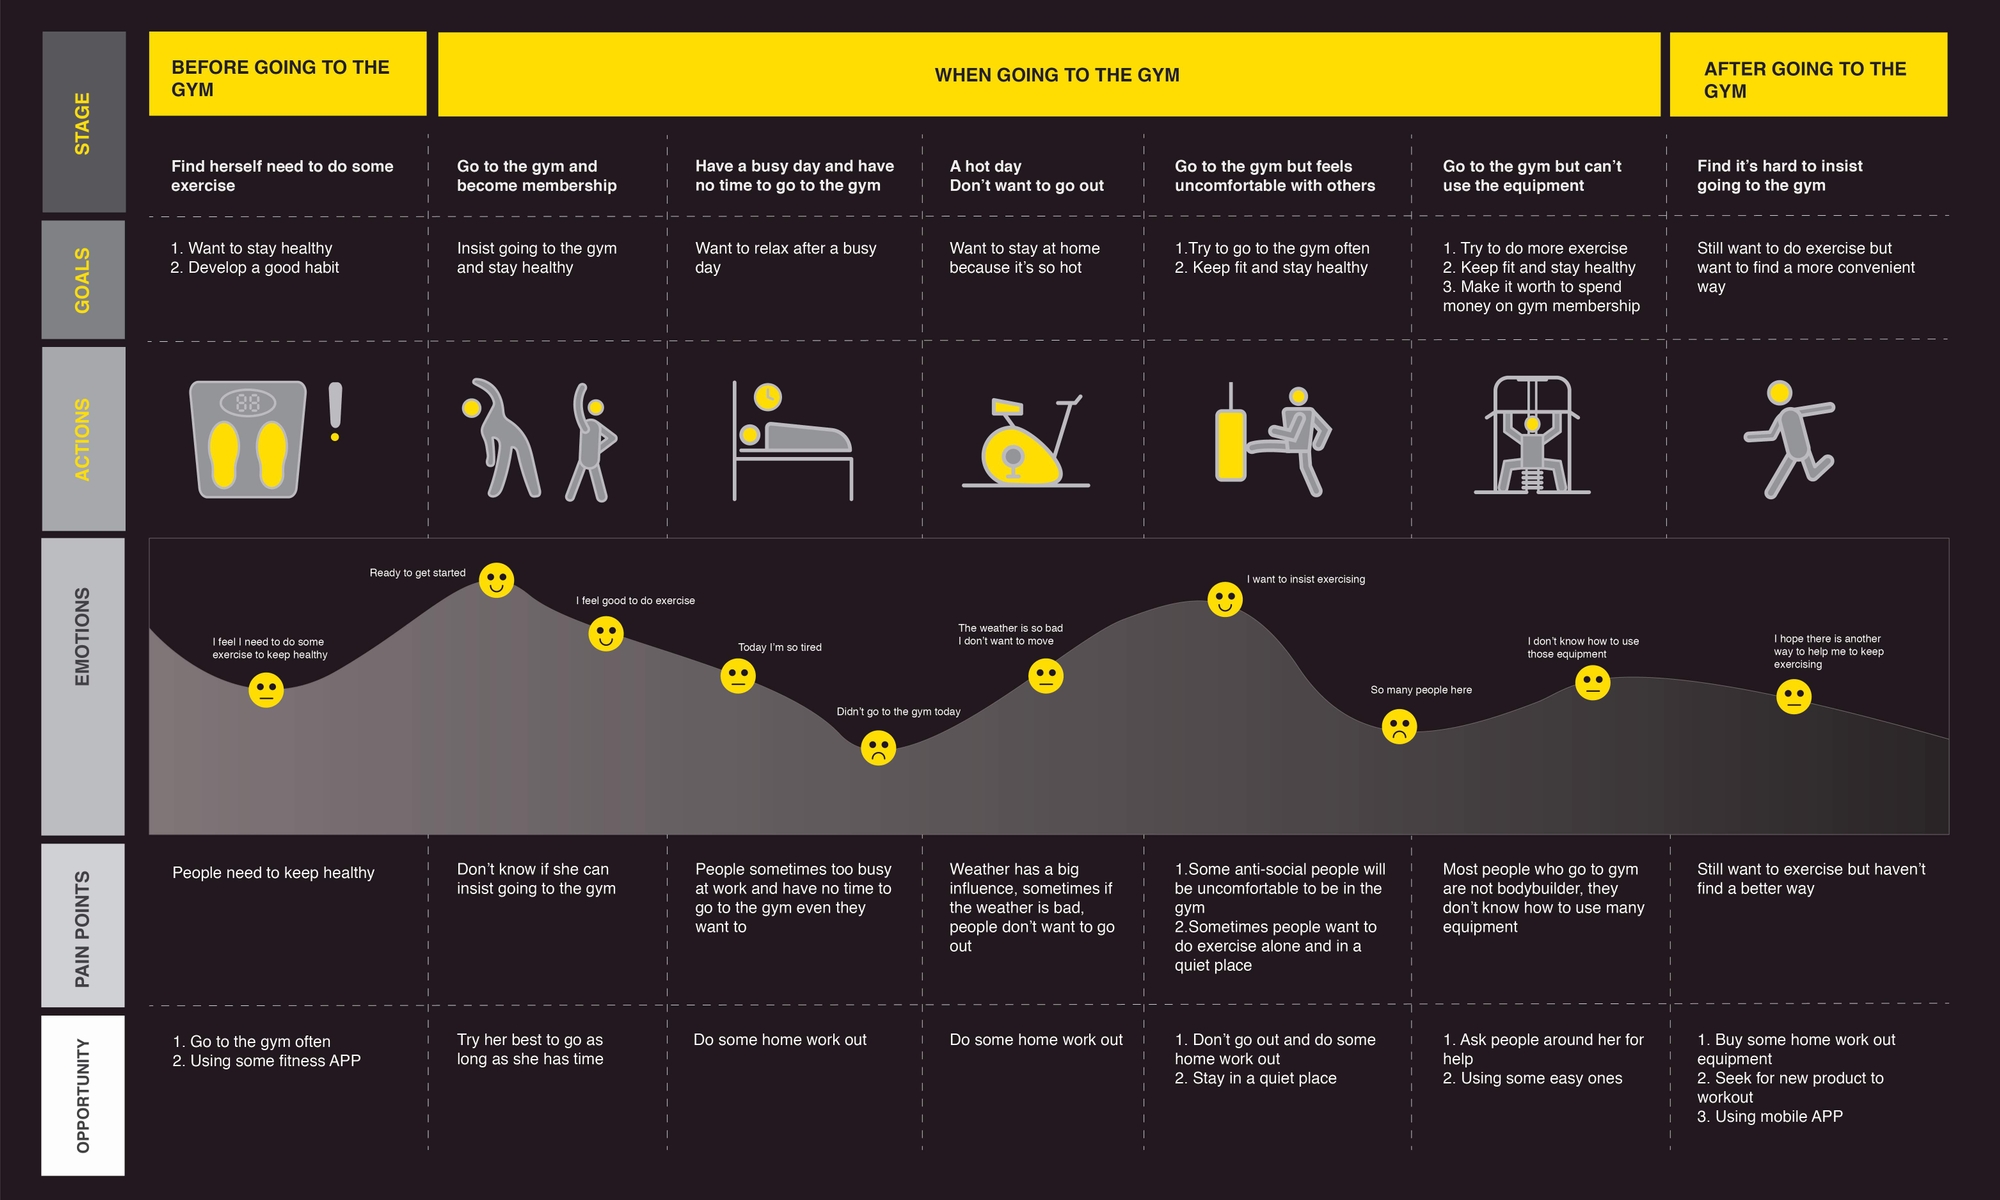 STAGE
BEFORE GOING TO THE
GYM
WHEN GOING TO THE GYM
AFTER GOING TO THE
GYM
Find herself need to do some
exercise
Go to the gym and
become membership
Have a busy day and have
no time to go to the gym
A hot day
Don't want to go out
Go to the gym but feels
uncomfortable with others
Go to the gym but can't
use the equipment
Find it's hard to insist
going to the gym
GOALS
1. Want to stay healthy
2. Develop a good habit
Insist going to the gym
and stay healthy
Want to relax after a busy
day
Want to stay at home
because it's so hot
1.Try to go to the gym often
2. Keep fit and stay healthy
1. Try to do more exercise
2. Keep fit and stay healthy
3. Make it worth to spend
money on gym membership
Still want to do exercise but
want to find a more convenient
way
ACTIONS
88
EMOTIONS
I feel I need to do some
exercise to keep healthy
Ready to get started
I feel good to do exercise
Today I'm so tired
Didn't go to the gym today
The weather is so bad
I don't want to move
I want to insist exercising
So many people here
I don't know how to use
those equipment
I hope there is another
way to help me to keep
exercising
PAIN POINTS
People need to keep healthy
Don't know if she can
insist going to the gym
People sometimes too busy
at work and have no time to
go to the gym even they
want to
Weather has a big
influence, sometimes if
the weather is bad,
people don't want to go
out
1.Some anti-social people will
be uncomfortable to be in the
gym
2.Sometimes people want to
do exercise alone and in a
quiet place
Most people who go to gym
are not bodybuilder, they
don't know how to use many
equipment
Still want to exercise but haven't
find a better way
OPPORTUNITY
1. Go to the gym often
2. Using some fitness APP
Try her best to go as
long as she has time
Do some home work out
Do some home work out
1. Don't go out and do some
home work out
2. Stay in a quiet place
1. Ask people around her for
help
2. Using some easy ones
1. Buy some home work out
equipment
2. Seek for new product to
workout
3. Using mobile APP